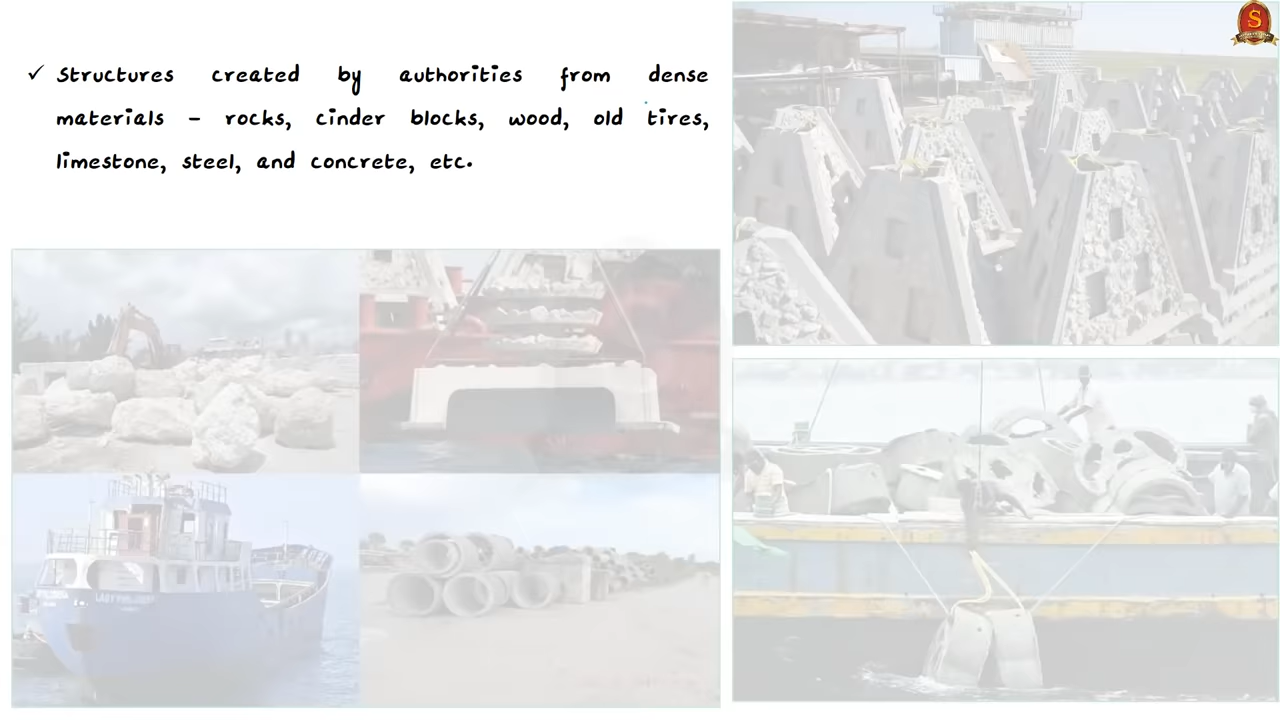 ✓ Structures created by authorities from dense
materials – rocks, cinder blocks, wood, old tires,
limestone, steel, and concrete, etc.
S